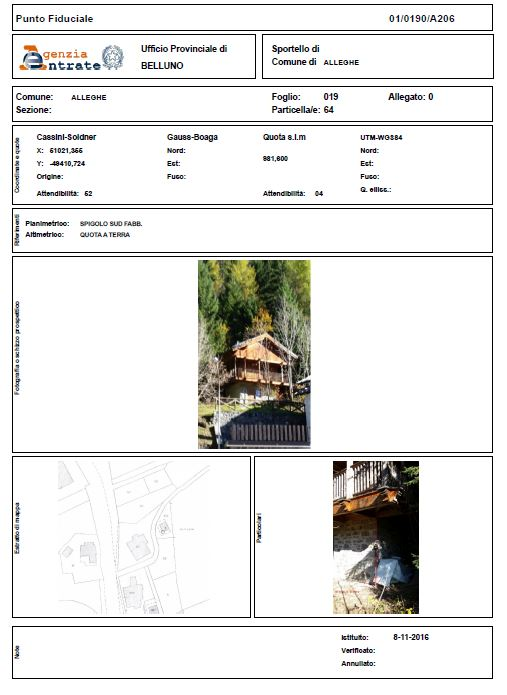 Punto Fiduciale 01/0190/A206
Agenzia Entrate
Ufficio Provinciale di
BELLUNO
Sportello di
Comune di ALLEGHE
Comune: ALLEGHE Foglio: 019 Allegato: 0
Sezione: Particella/e: 64
Coordinate e quote
Cassini-Soldner Gauss-Boaga Quota s.l.m UTM-WGS84
X: 51021,355 Nord: 981,600 Nord:
Y: -49410,724 Est: Est:
Origine: Fuso: Fuso:
Attendibilità: 52 Attendibilità: 04 Q. elliss.:
Riferimenti
Planimetrico: SPIGOLO SUD FABB.
Altimetrico: QUOTA A TERRA
Fotografia o schizzo prospettico
Estratto di mappa
Particolari
Note
Istituito: 8-11-2016
Verificato:
Annullato: